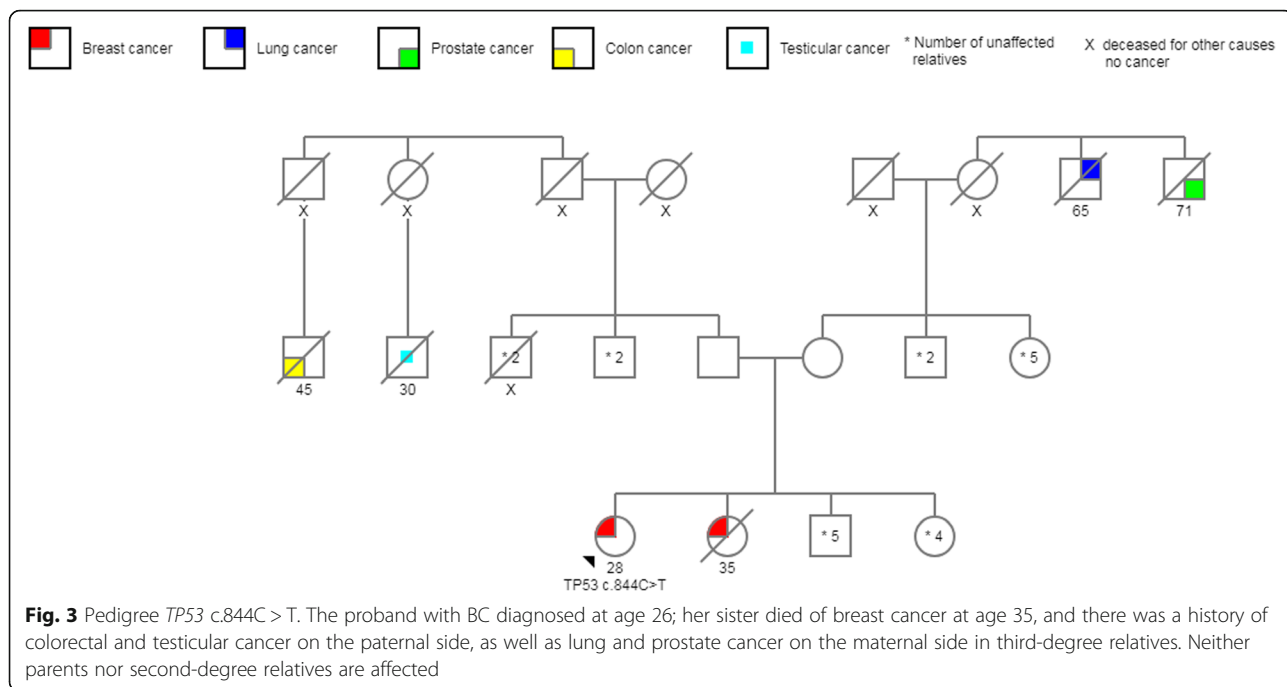 Breast cancer
Lung cancer
Prostate cancer
Colon cancer
Testicular cancer
* Number of unaffected
relatives
X deceased for other causes
no cancer
X
X
X
X
X
X
65
71
* 2
* 2
* 2
* 5
45
30
X
* 5
* 4
28
35
TP53 c.844C>T
Fig. 3 Pedigree TP53 c.844C > T. The proband with BC diagnosed at age 26; her sister died of breast cancer at age 35, and there was a history of
colorectal and testicular cancer on the paternal side, as well as lung and prostate cancer on the maternal side in third-degree relatives. Neither
parents nor second-degree relatives are affected